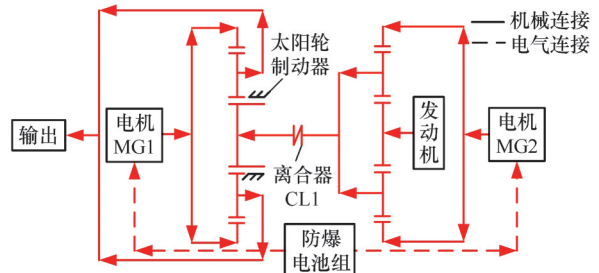 机械连接
电气连接
太阳轮
制动器
输出
电机
MG1
离合器
CL1
发
动
机
电机
MG2
防爆
电池组